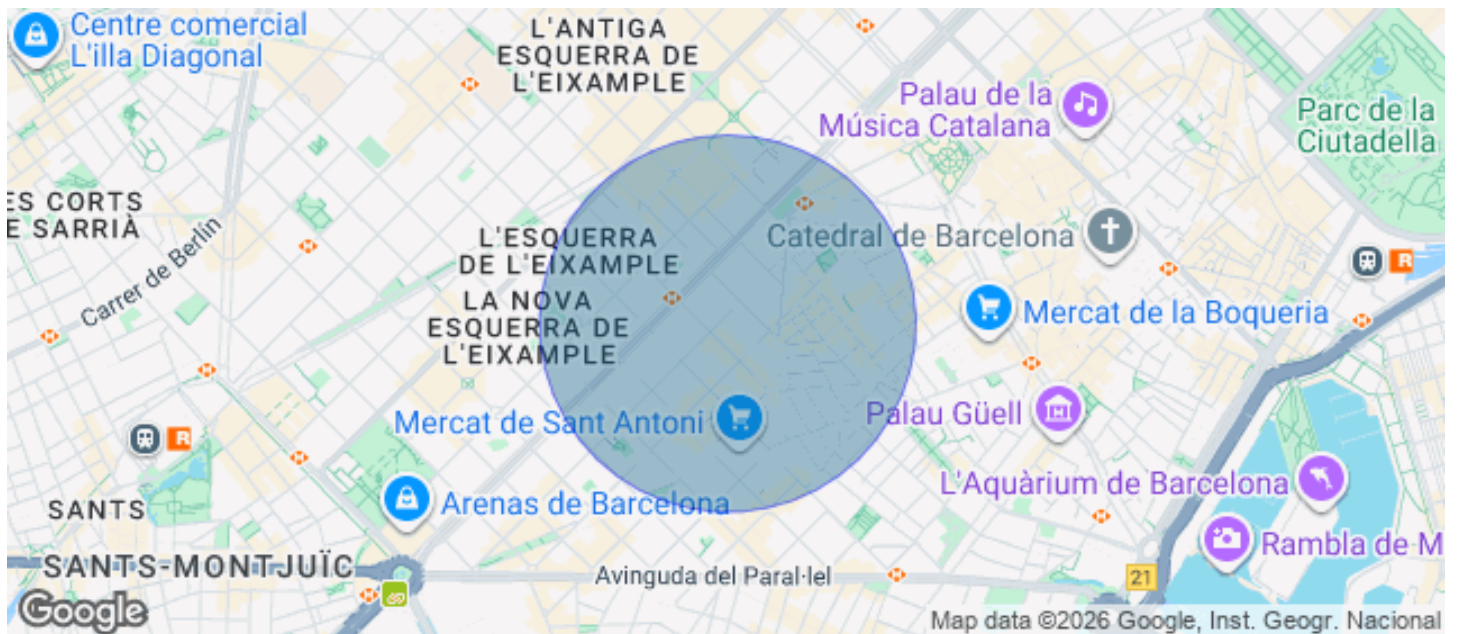 Centre comercial
L'illa Diagonal
L'ANTIGA
ESQUERRA DE
L'EIXAMPLE
Palau de la
Música Catalana
Parc de la
Ciutadella
ES CORTS
E SARRIÀ
Carrer de Berlín
L'ESQUERRA
DE L'EIXAMPLE
Catedral de Barcelona
R
LA NOVA
ESQUERRA DE
L'EIXAMPLE
Mercat de la Boqueria
Mercat de Sant Antoni
Palau Güell
R
L'Aquàrium de Barcelona
Arenas de Barcelona
SANTS
Rambla de M
SANTS-MONTJUÏC
Avinguda del Paral·lel
21
Google
Map data ©2026 Google, Inst. Geogr. Nacional